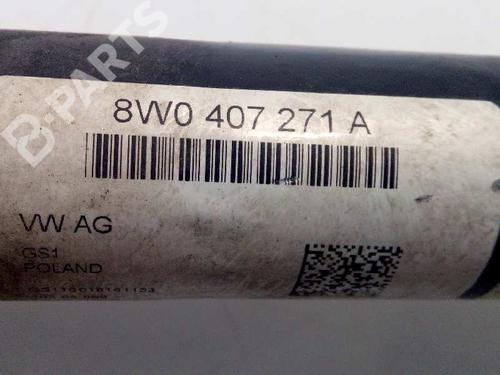 8W0 407 271 A
VW AG
GS1
POLAND
B-PARTS